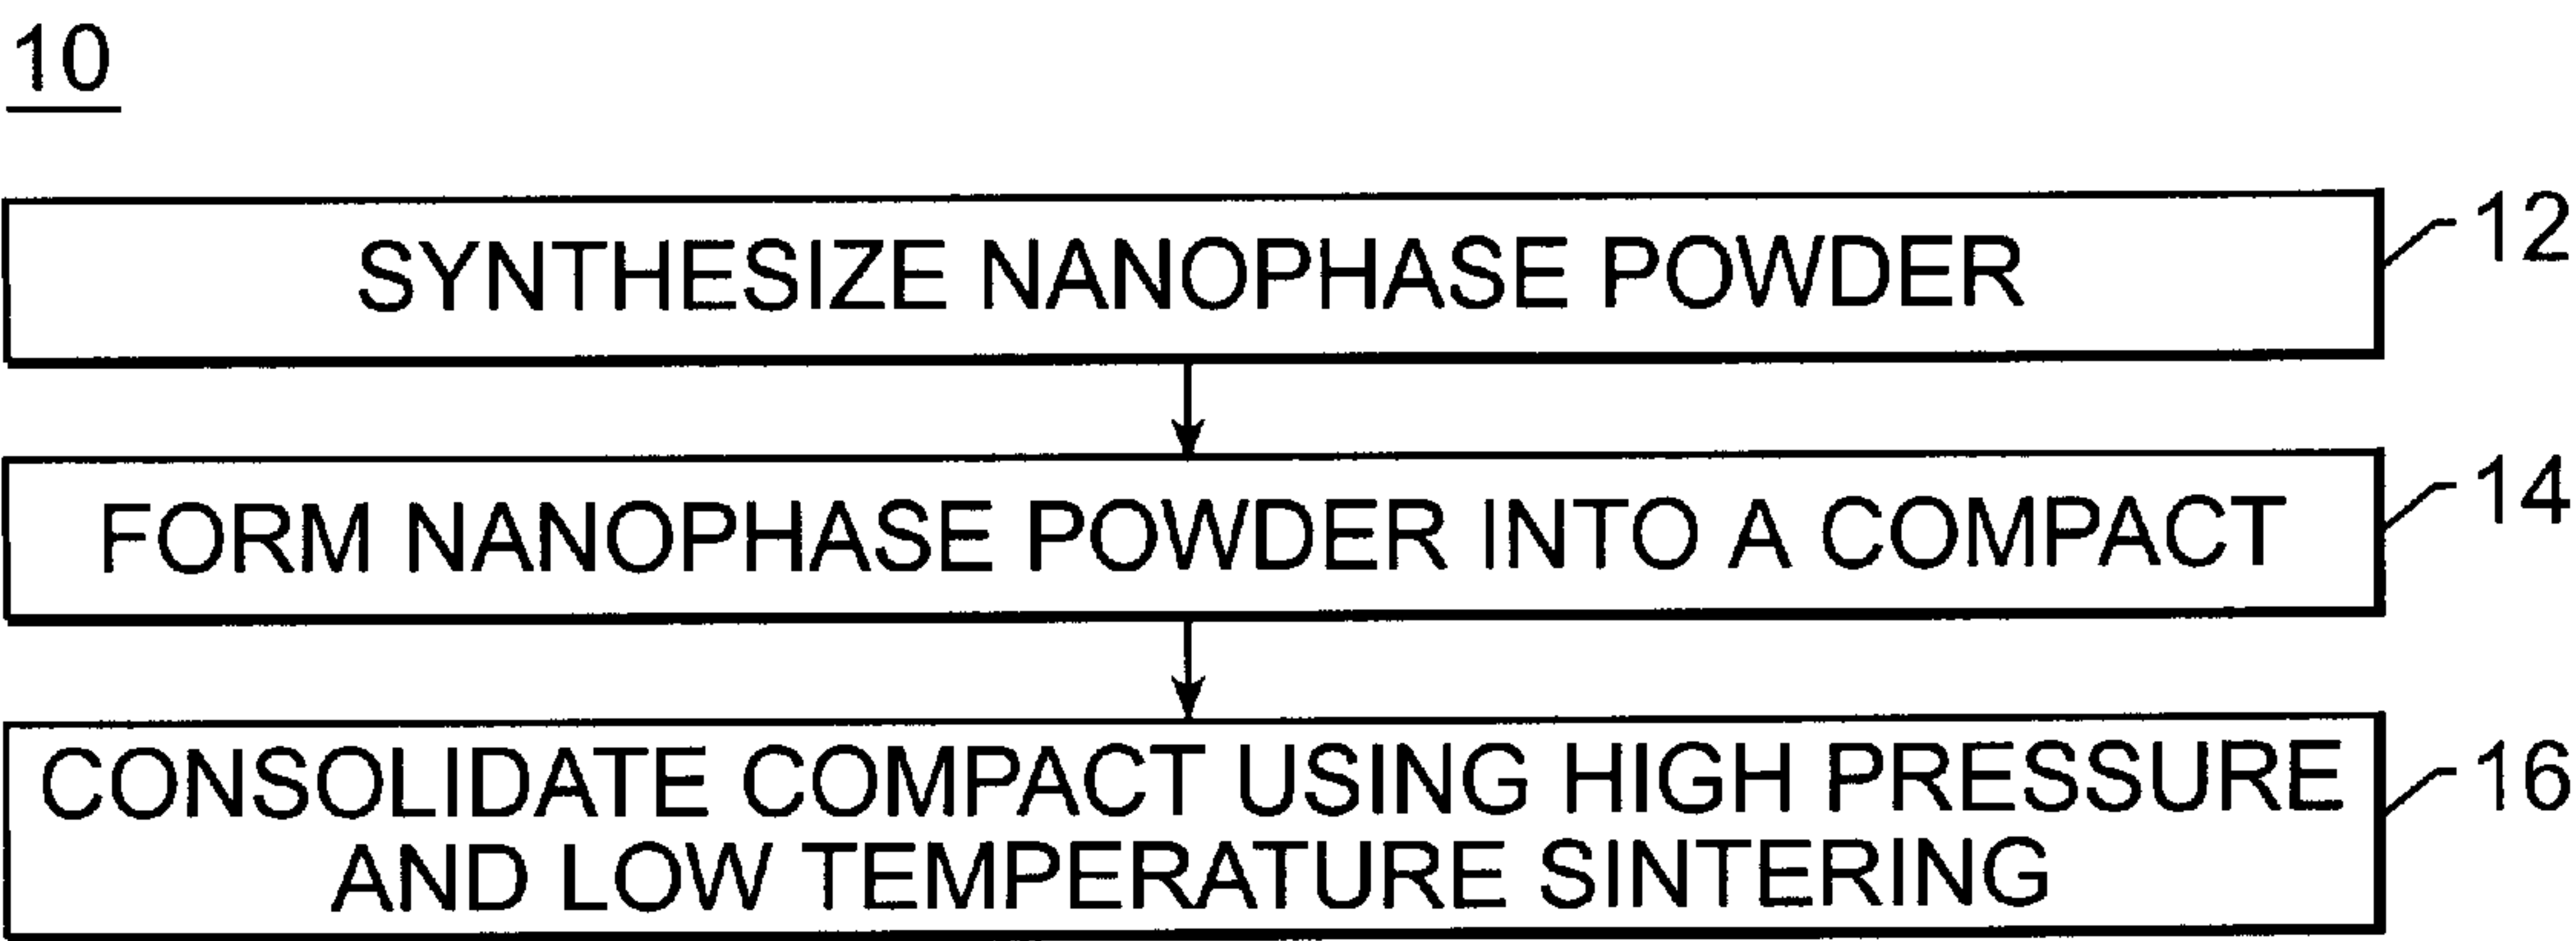 10
SYNTHESIZE NANOPHASE POWDER
12
FORM NANOPHASE POWDER INTO A COMPACT
14
CONSOLIDATE COMPACT USING HIGH PRESSURE
AND LOW TEMPERATURE SINTERING
16